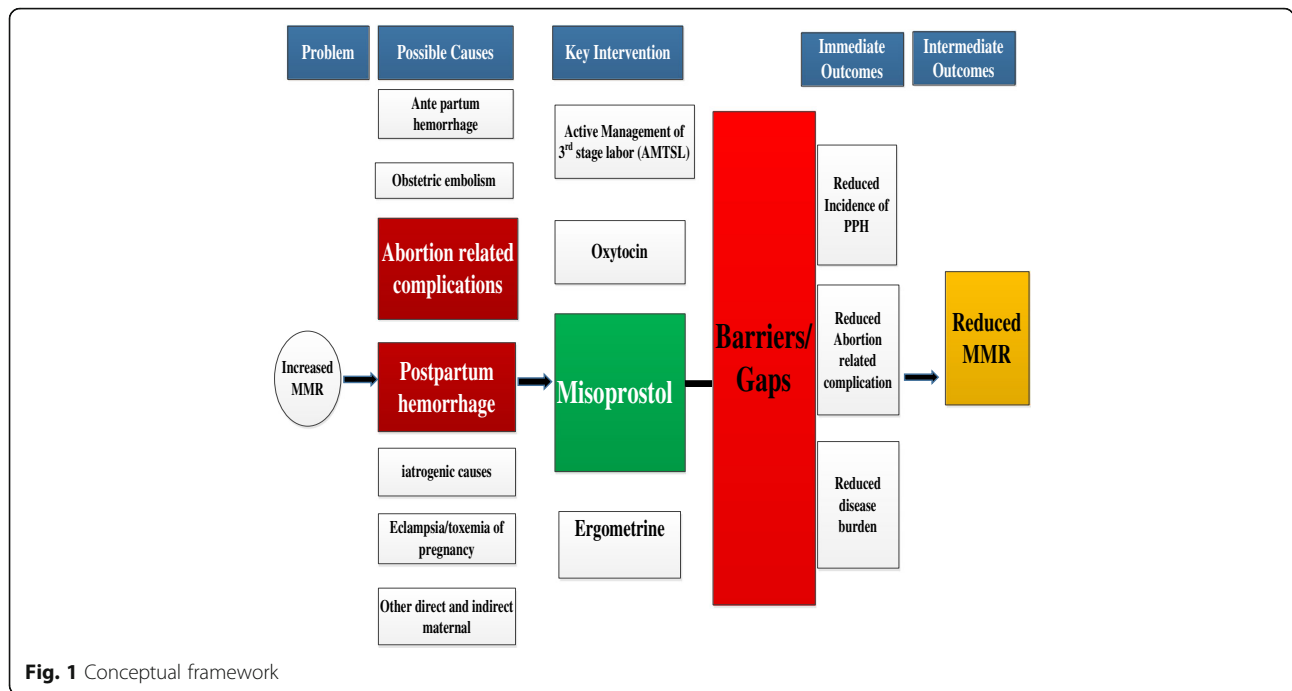 Problem
Possible Causes
Key Intervention
Immediate
Outcomes
Intermediate
Outcomes
Increased
MMR
Ante partum
hemorrhage
Obstetric embolism
Abortion related
complications
Postpartum
hemorrhage
iatrogenic causes
Eclampsia/toxemia of
pregnancy
Other direct and indirect
maternal
Active Management of
3rd stage labor (AMTSL)
Oxytocin
Misoprostol
Ergometrine
Barriers/
Gaps
Reduced
Incidence of
PPH
Reduced
Abortion
related
complication
Reduced
disease
burden
Reduced
MMR
Fig. 1 Conceptual framework